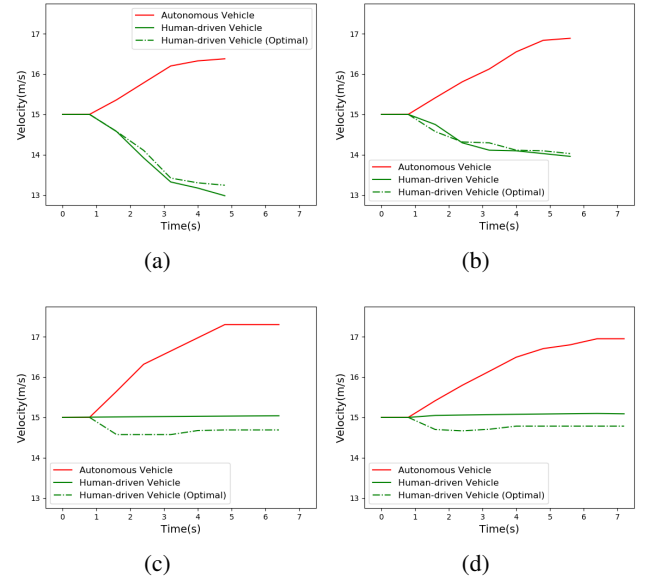 Autonomous Vehicle
Human-driven Vehicle
Human-driven Vehicle (Optimal)
Velocity(m/s)
17
16
15
14
13
0 1 2 3 4 5 6 7
Time(s)
(a)
Velocity(m/s)
17
16
15
14
13
Autonomous Vehicle
Human-driven Vehicle
Human-driven Vehicle (Optimal)
0 1 2 3 4 5 6 7
Time(s)
(b)
Velocity(m/s)
17
16
15
14
13
Autonomous Vehicle
Human-driven Vehicle
Human-driven Vehicle (Optimal)
0 1 2 3 4 5 6 7
Time(s)
(c)
Velocity(m/s)
17
16
15
14
13
Autonomous Vehicle
Human-driven Vehicle
Human-driven Vehicle (Optimal)
0 1 2 3 4 5 6 7
Time(s)
(d)